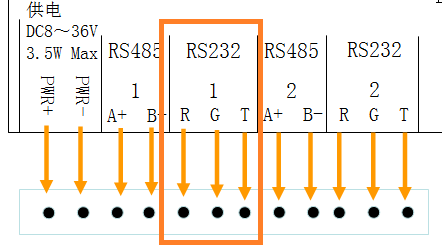 供电
DC8～36V
3.5W Max RS485 RS232 RS485 RS232
1 1 2 2
PWR+ PWR- A+ B- R G T A+ B- R G T